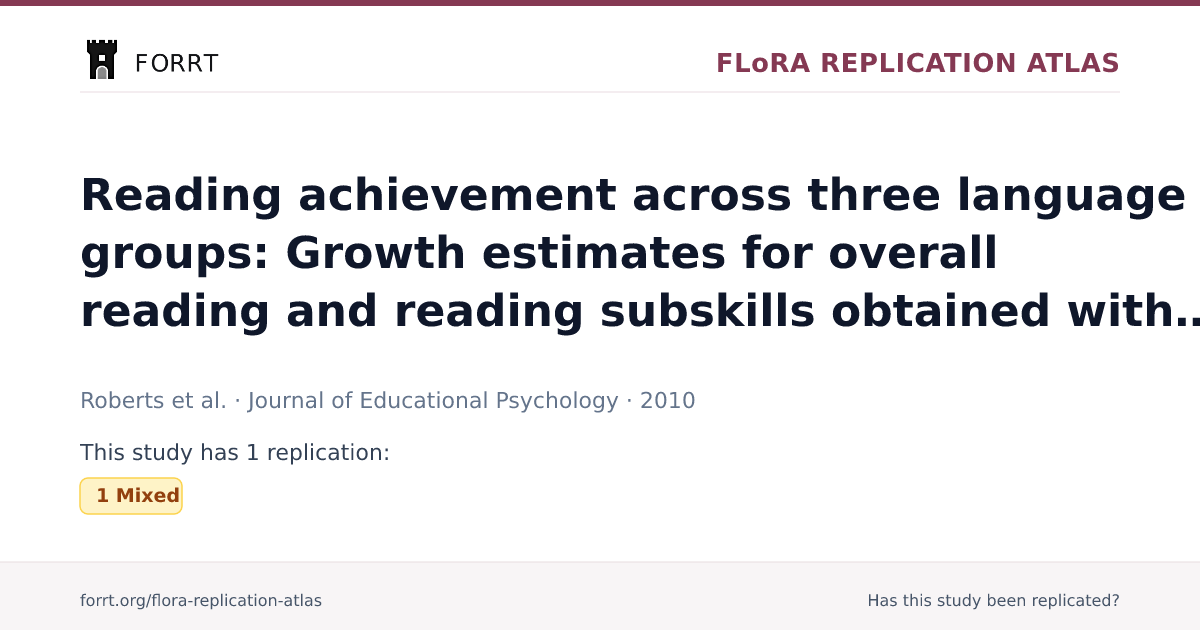 FORRT
FLoRA REPLICATION ATLAS
Reading achievement across three language
groups: Growth estimates for overall
reading and reading subskills obtained with…
Roberts et al. · Journal of Educational Psychology · 2010
This study has 1 replication:
1 Mixed
forrt.org/flora-replication-atlas
Has this study been replicated?